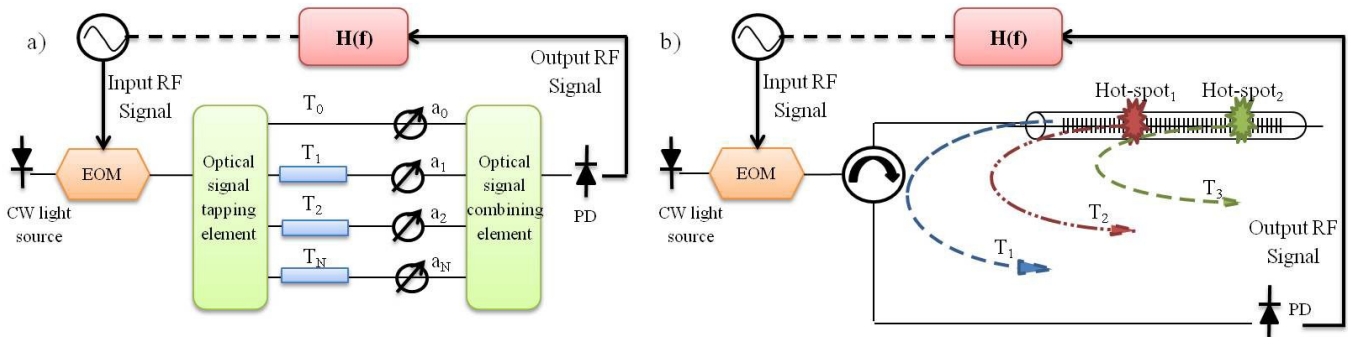 a)
H(f)
Output RF
Signal
Input RF
Signal
T0
a0
T1
a1
T2
a2
TN
aN
Optical
signal
tapping
element
Optical
signal
combining
element
EOM
CW light
source
PD
b)
H(f)
Input RF
Signal
Hot-spot1
Hot-spot2
EOM
CW light
source
T3
T2
T1
Output RF
Signal
PD